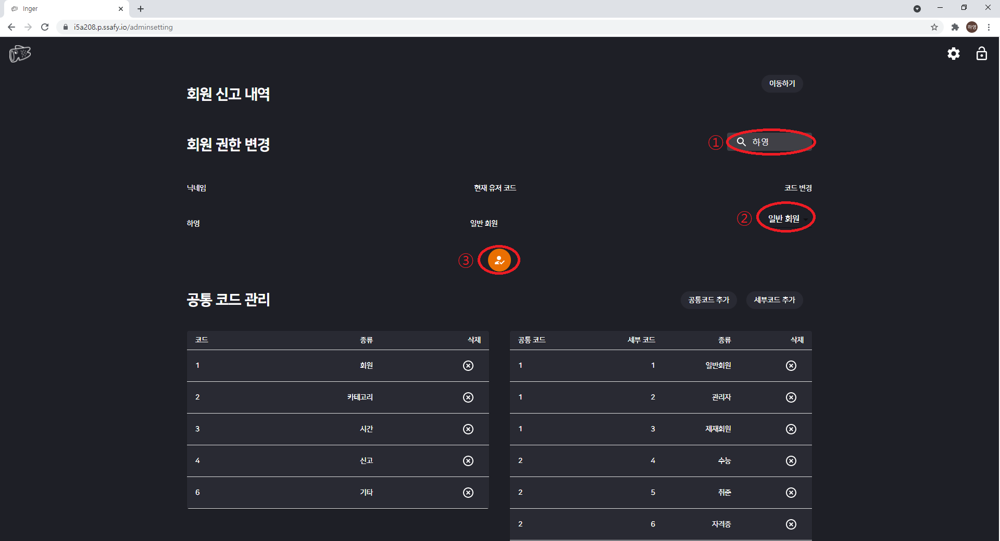 Inger
i5a208.p.ssafy.io/adminsetting
하영
회원 신고 내역
이동하기
회원 권한 변경
① 하영
닉네임 현재 유저 코드 코드 변경
하영 일반 회원 ② 일반 회원
③
공통 코드 관리
공통코드 추가 세부코드 추가
코드 종류 삭제
1 회원
2 카테고리
3 시간
4 신고
6 기타
공통 코드 세부 코드 종류 삭제
1 1 일반회원
1 2 관리자
1 3 제재회원
2 4 수능
2 5 취준
2 6 자격증